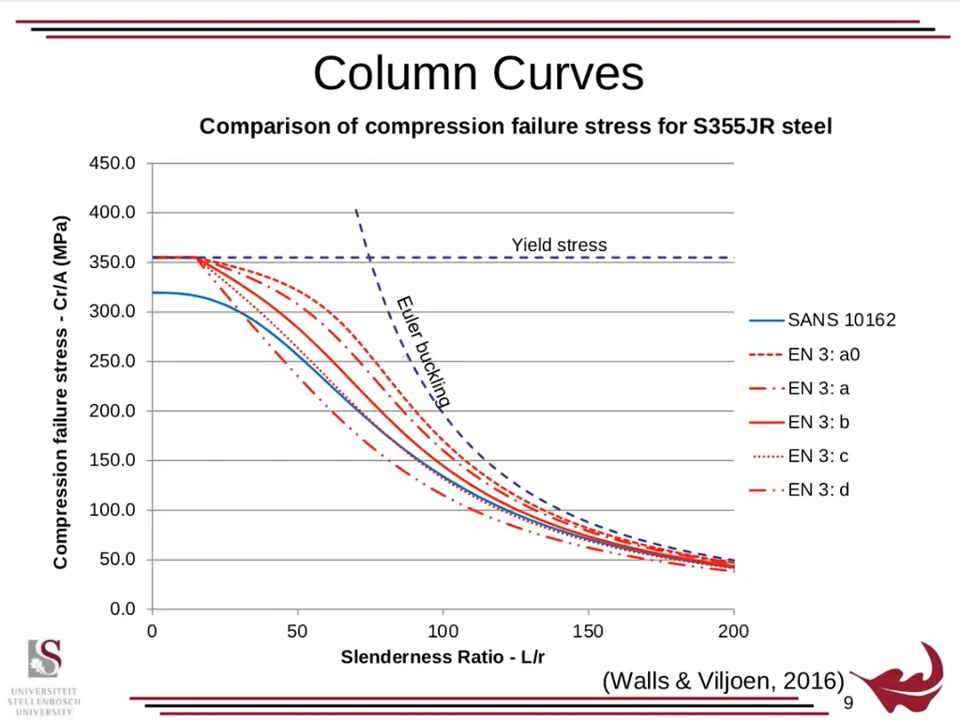 Column Curves
Comparison of compression failure stress for S355JR steel
Compression failure stress - Cr/A (MPa)
450.0
400.0
350.0
300.0
250.0
200.0
150.0
100.0
50.0
0.0
Yield stress
Euler buckling
0 50 100 150 200
Slenderness Ratio - L/r
SANS 10162
EN 3: a0
EN 3: a
EN 3: b
EN 3: c
EN 3: d
(Walls & Viljoen, 2016)
9
S
UNIVERSITEIT
STELLENBOSCH
UNIVERSITY